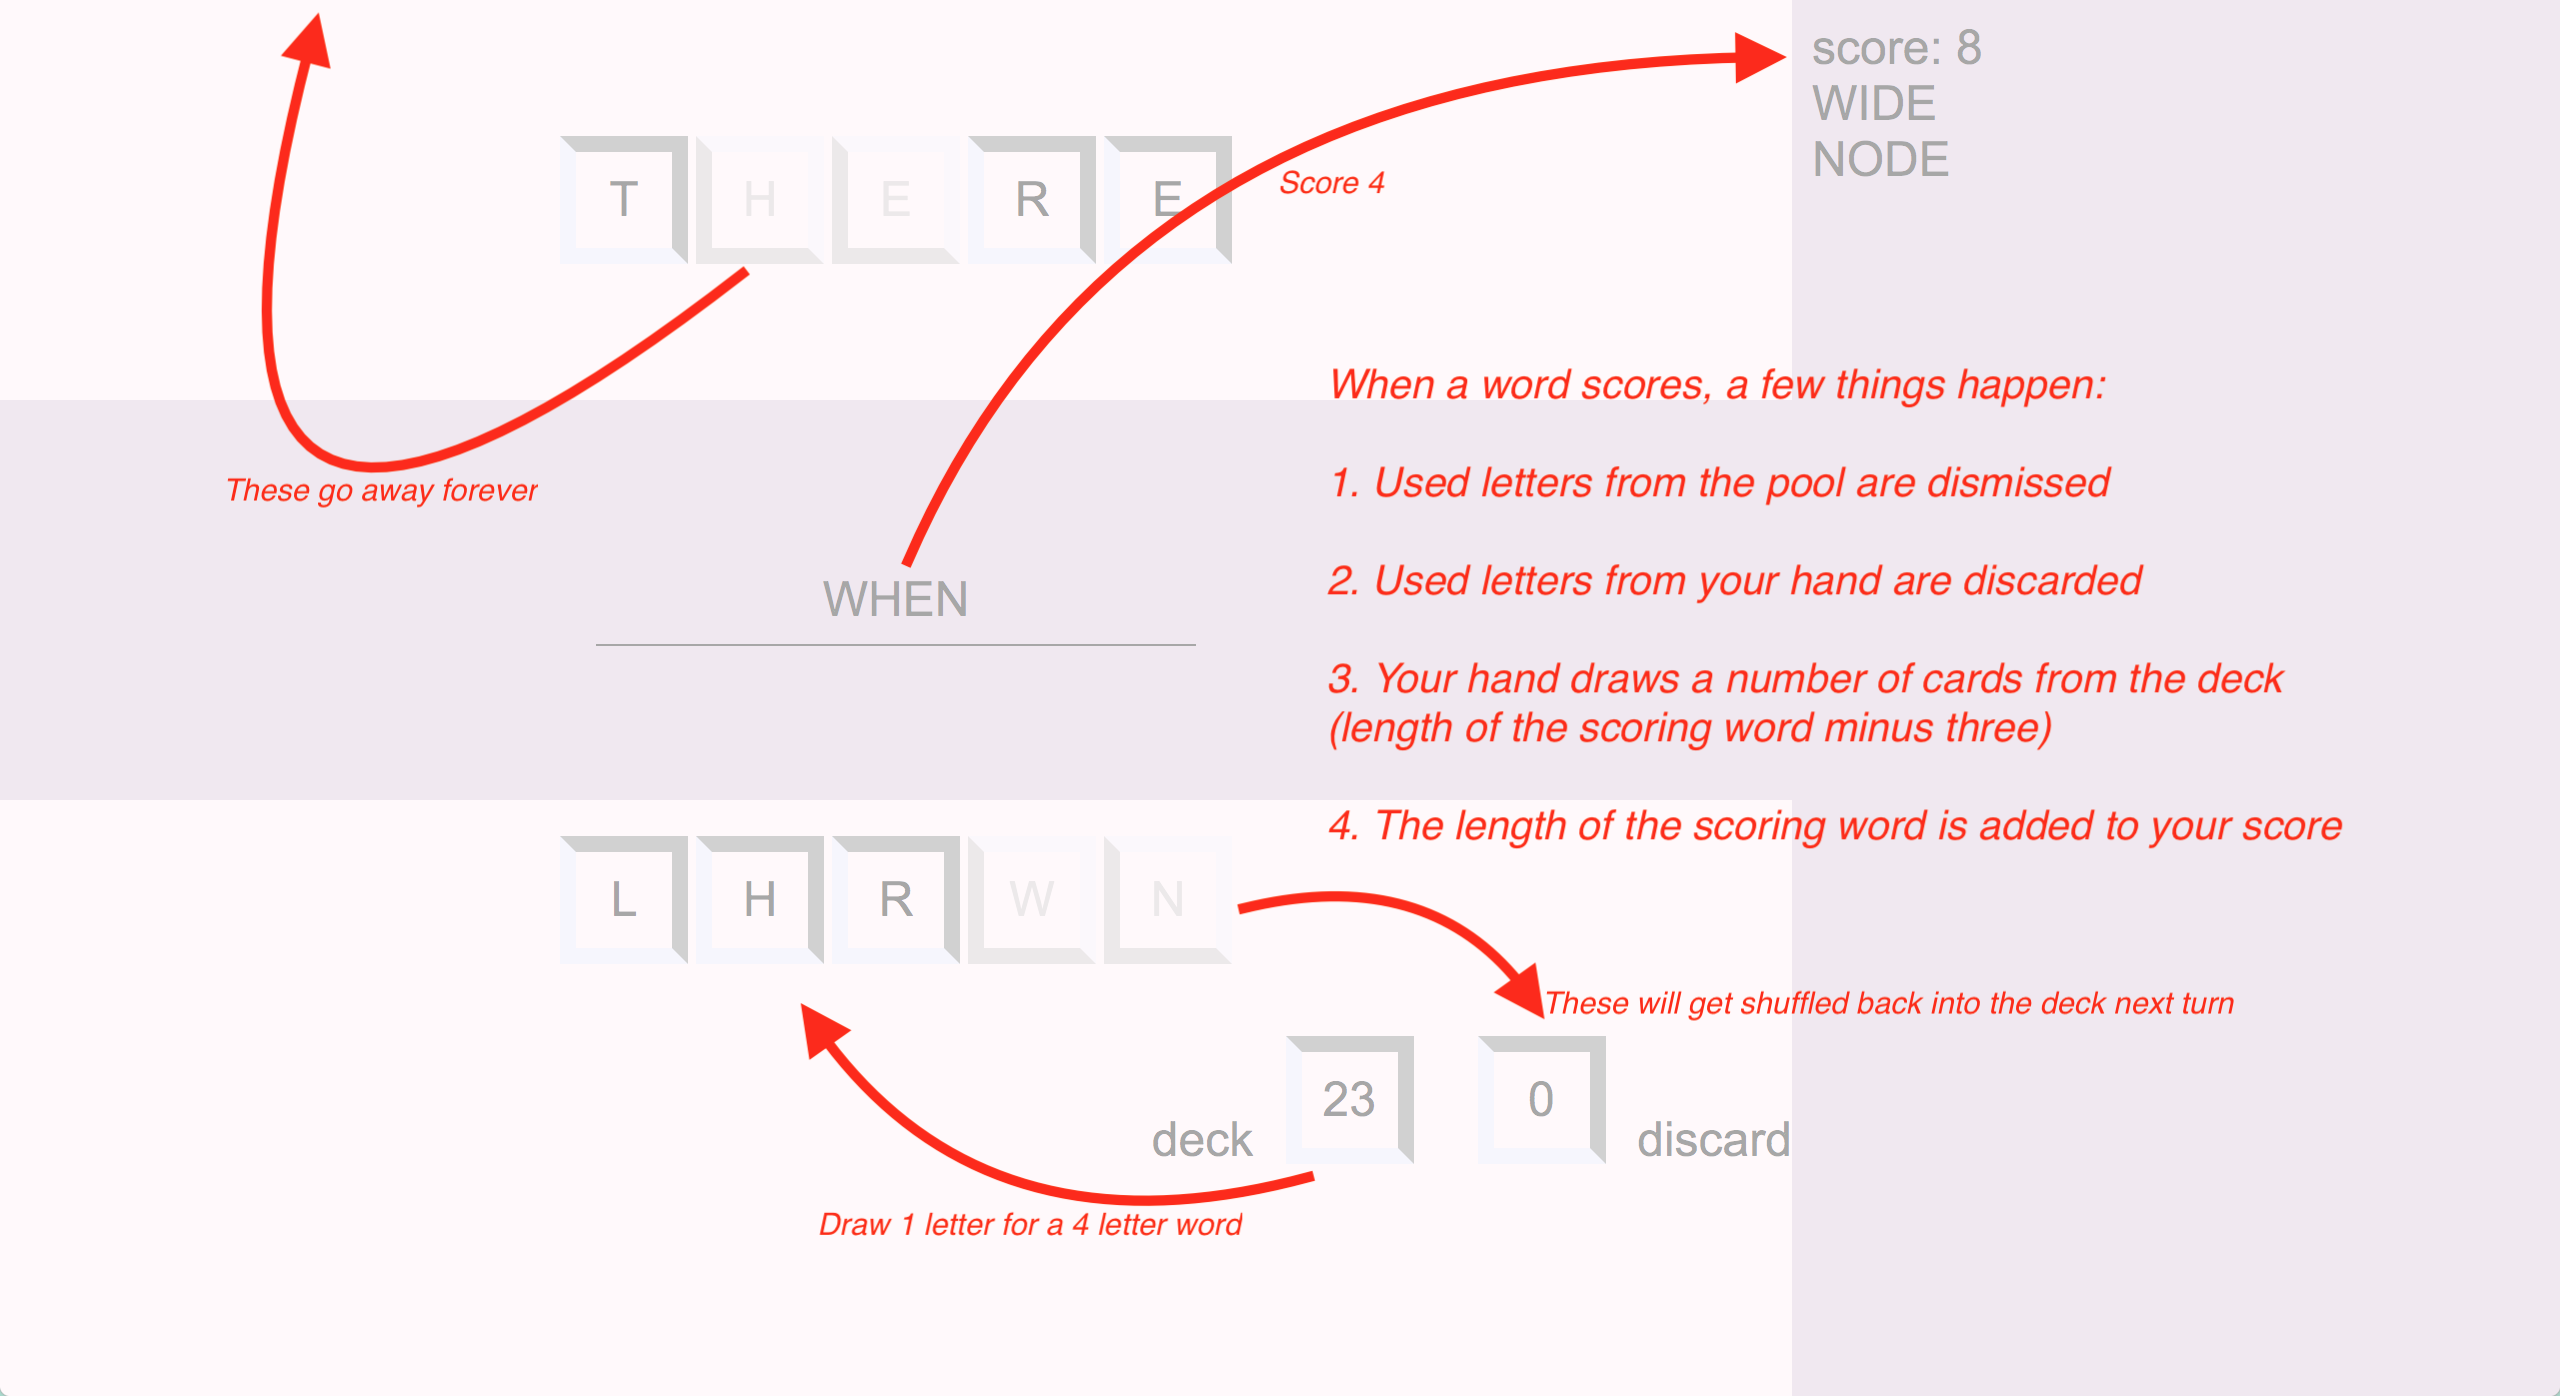 score: 8
WIDE
NODE
T H E R E
Score 4
When a word scores, a few things happen:
1. Used letters from the pool are dismissed
These go away forever
WHEN
2. Used letters from your hand are discarded
3. Your hand draws a number of cards from the deck
(length of the scoring word minus three)
4. The length of the scoring word is added to your score
L H R W N
These will get shuffled back into the deck next turn
deck 23 0 discard
Draw 1 letter for a 4 letter word